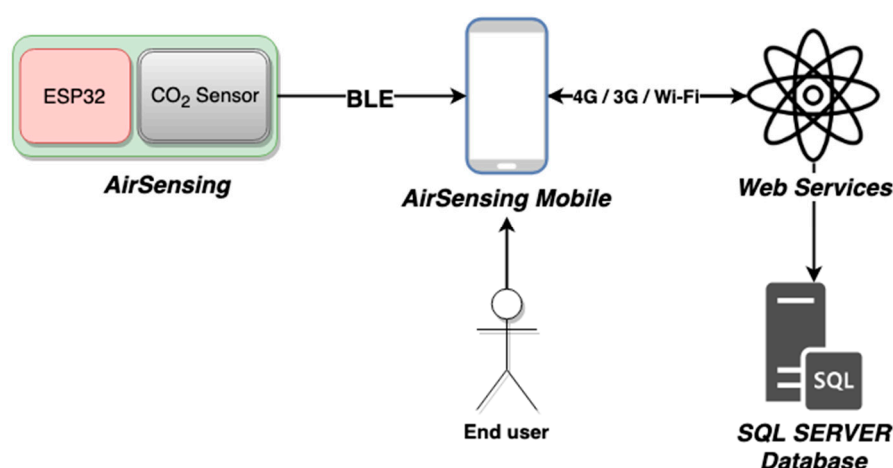 ESP32
CO₂ Sensor
BLE
4G / 3G / Wi-Fi
AirSensing
AirSensing Mobile
Web Services
SQL
End user
SQL SERVER
Database